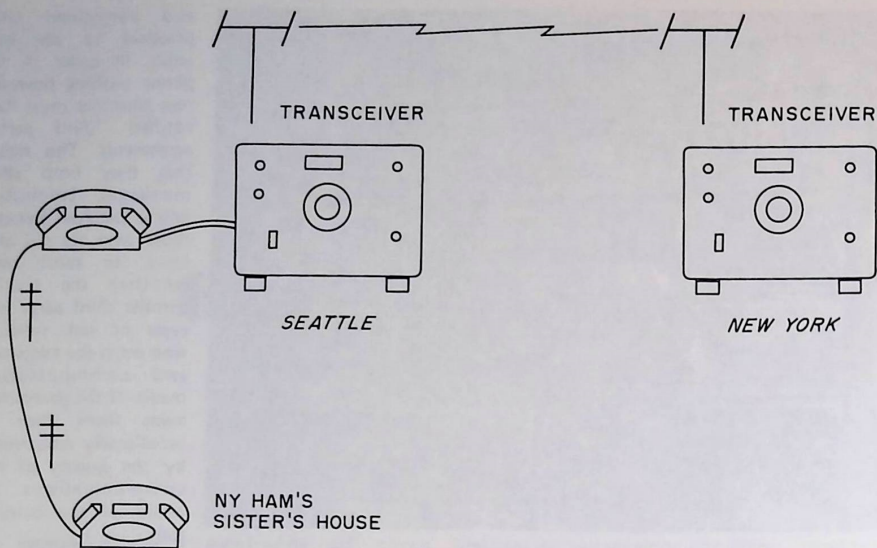 TRANSCEIVER
TRANSCEIVER
SEATTLE
NEW YORK
NY HAM'S
SISTER'S HOUSE